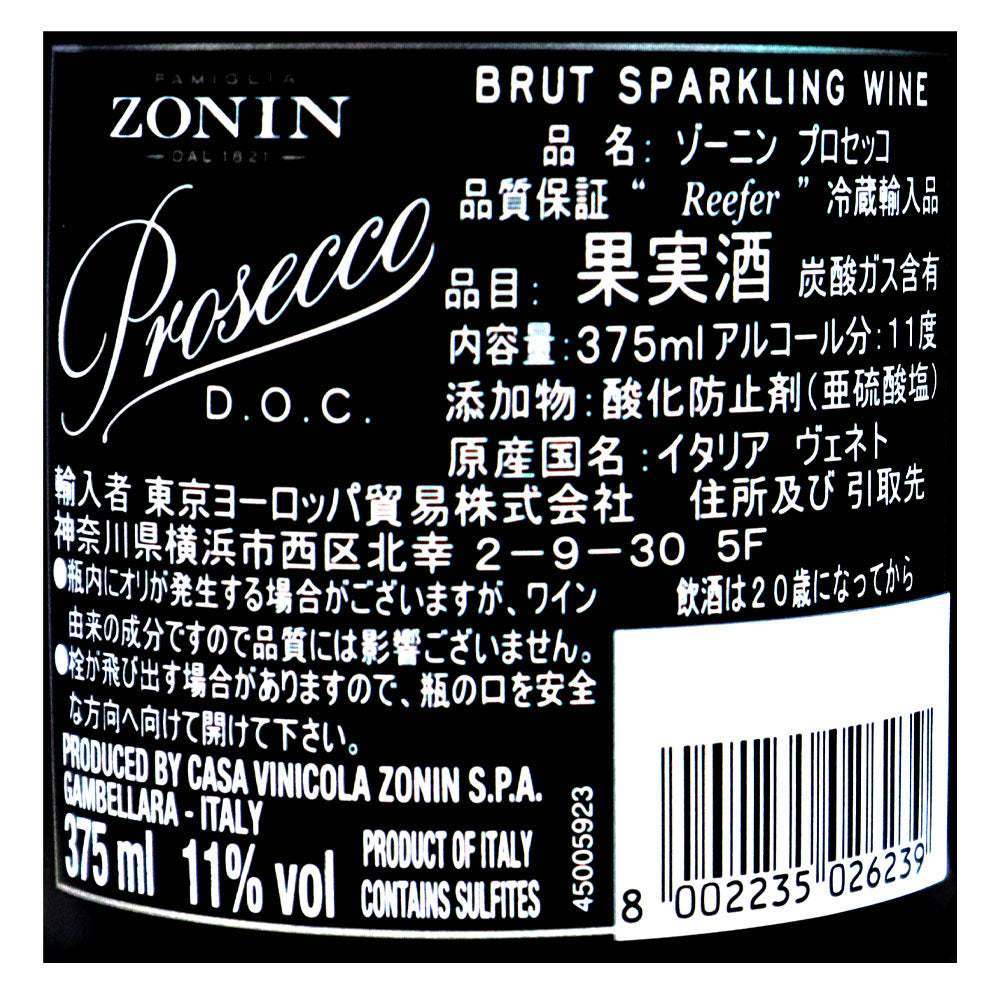 FAMIGLIA
ZONIN
DAL 1821
Prosecco
D.O.C.
BRUT SPARKLING WINE
品 名: ゾーニン プロセッコ
品質保証 “ Reefer ” 冷蔵輸入品
品目: 果実酒 炭酸ガス含有
内容量:375ml アルコール分:11度
添加物:酸化防止剤(亜硫酸塩)
原産国名:イタリア ヴェネト
輸入者 東京ヨーロッパ貿易株式会社 住所及び引取先
神奈川県横浜市西区北幸 2-9-30 5F
●瓶内にオリが発生する場合がございますが、ワイン
由来の成分ですので品質には影響ございません。
●栓が飛び出す場合がありますので、瓶の口を安全
な方向へ向けて開けて下さい。
飲酒は20歳になってから
PRODUCED BY CASA VINICOLA ZONIN S.P.A.
GAMBELLARA - ITALY
375 ml 11% vol
PRODUCT OF ITALY
CONTAINS SULFITES
45005923
8 002235 026239